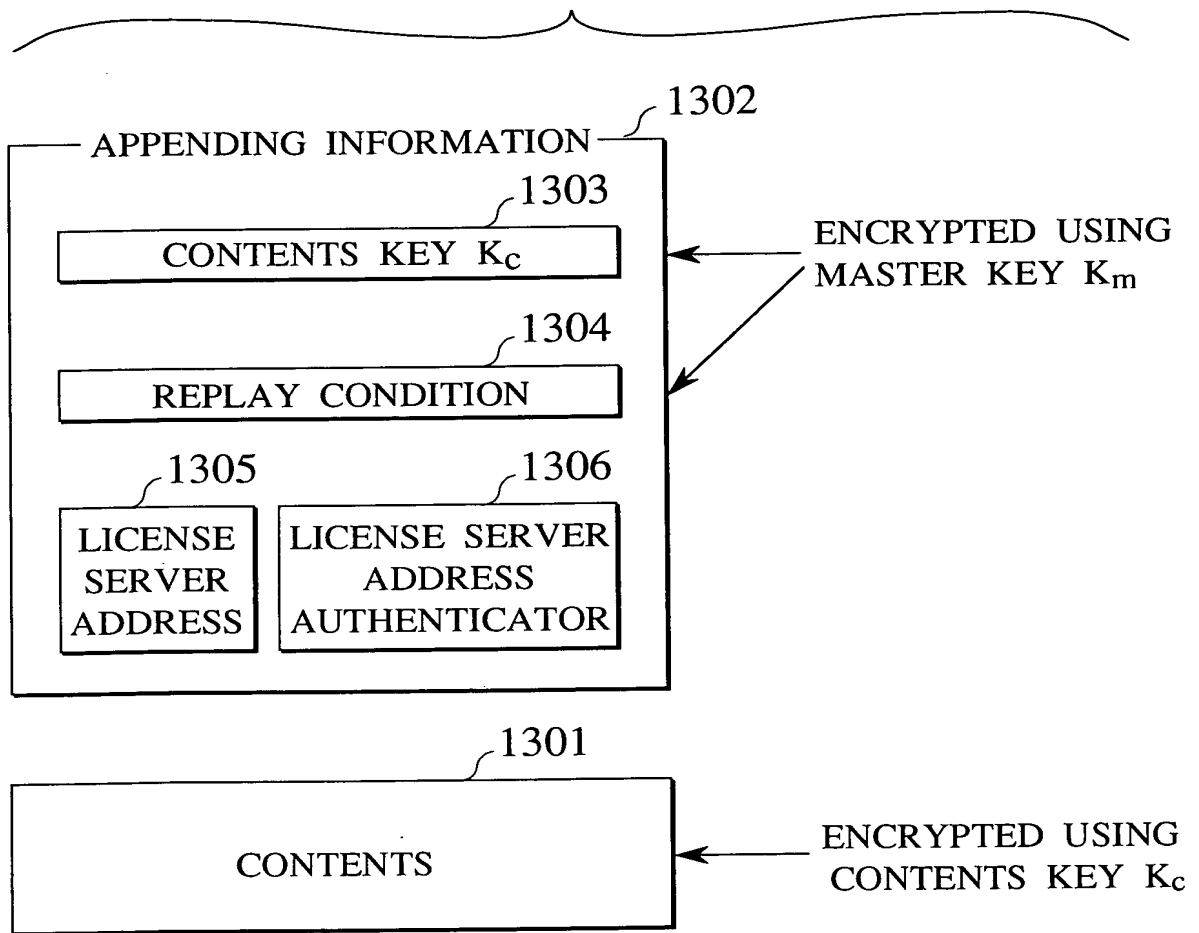 1302
APPENDING INFORMATION
1303
CONTENTS KEY Kc
ENCRYPTED USING
MASTER KEY Km
1304
REPLAY CONDITION
1305
LICENSE
SERVER
ADDRESS
1306
LICENSE SERVER
ADDRESS
AUTHENTICATOR
1301
CONTENTS
ENCRYPTED USING
CONTENTS KEY Kc